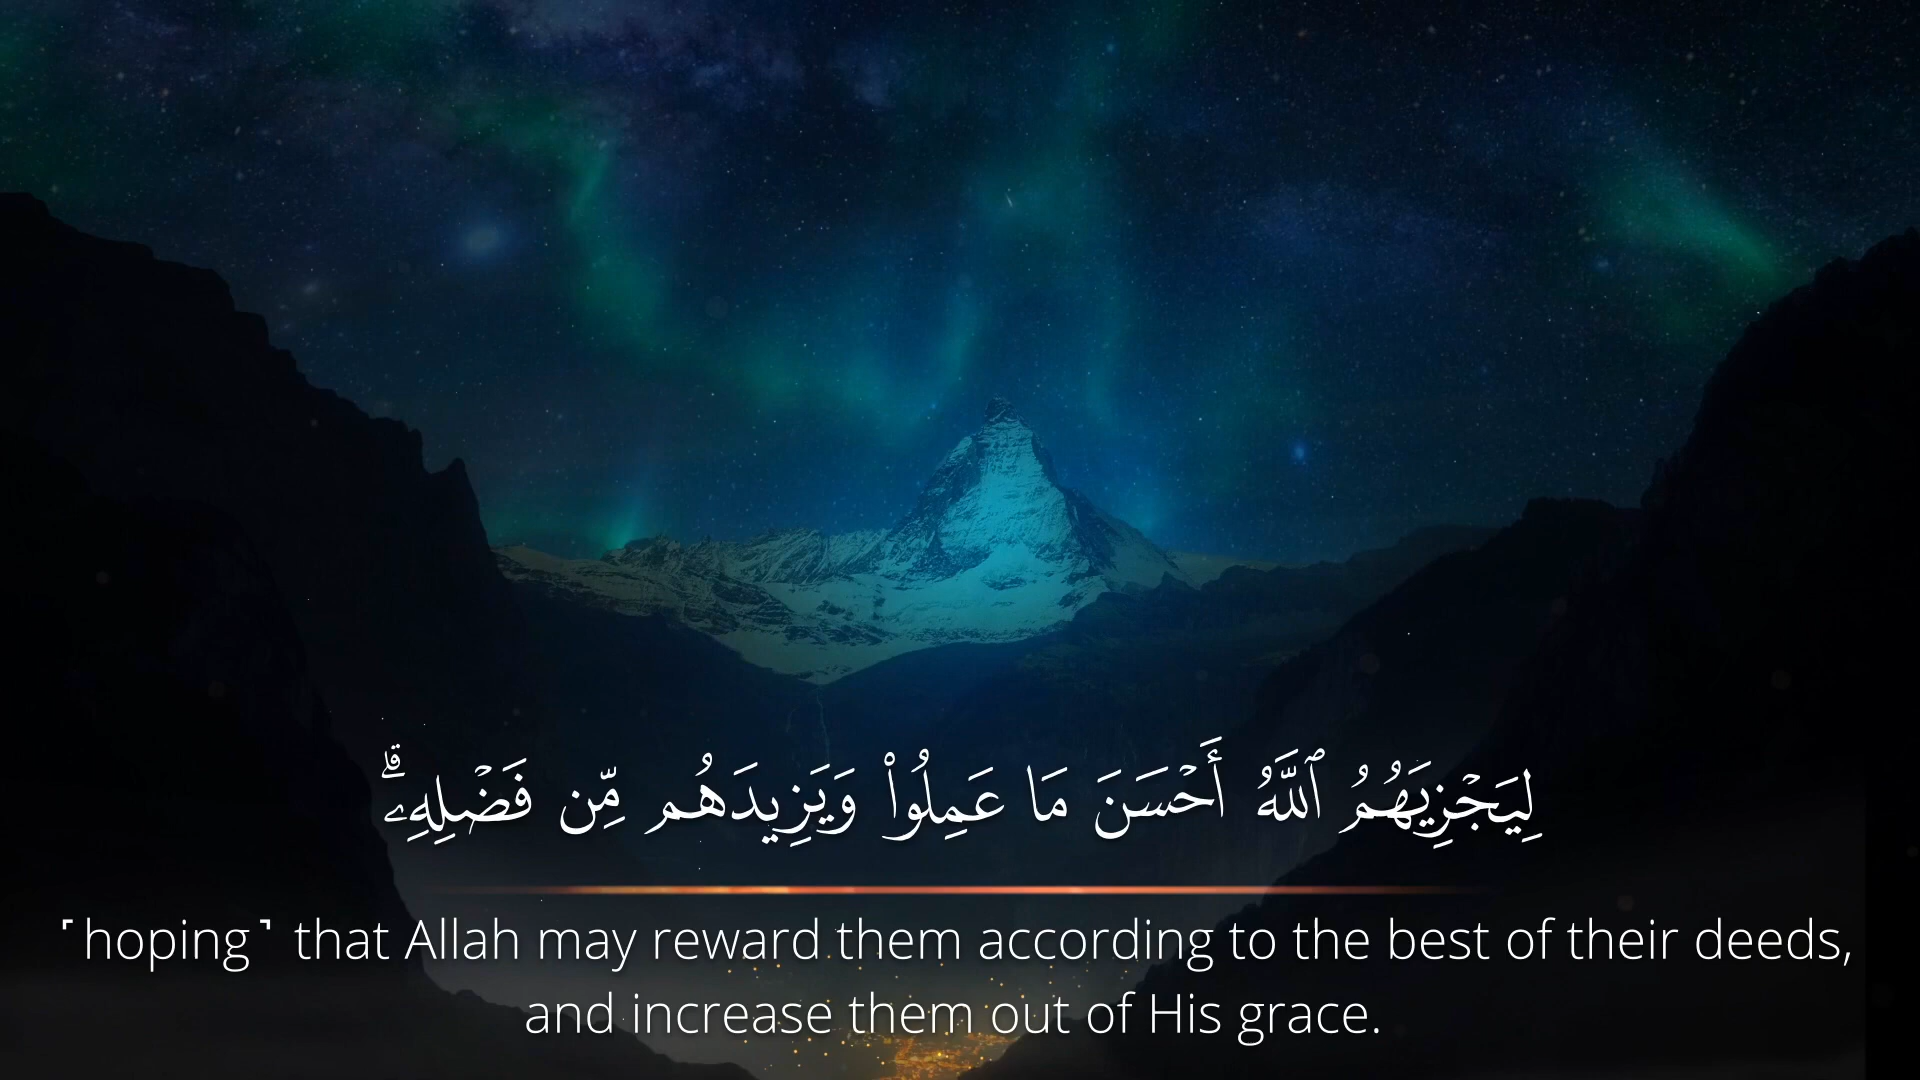 لِيَجْزِيَهُمُ ٱللَّهُ أَحْسَنَ مَا عَمِلُوا۟ وَيَزِيدَهُم مِّن فَضْلِهِۦ ۗ
⸢hoping⸣ that Allah may reward them according to the best of their deeds,
and increase them out of His grace.